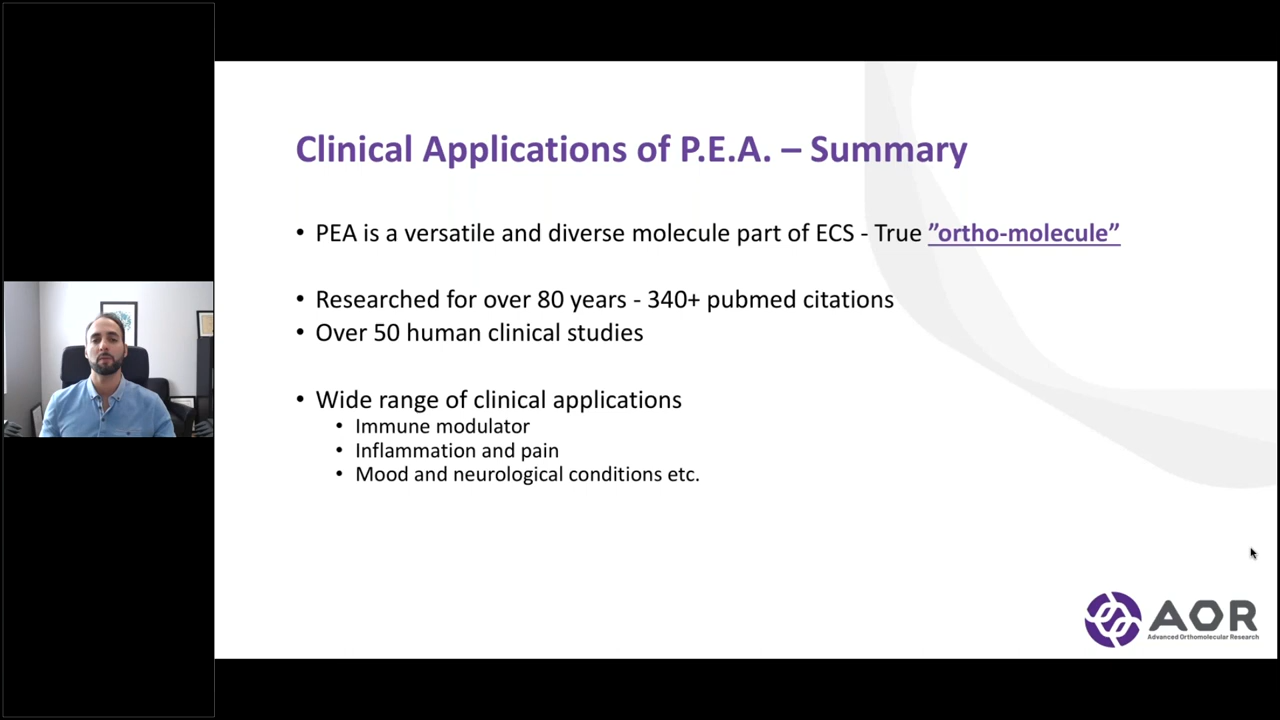 Clinical Applications of P.E.A. – Summary
• PEA is a versatile and diverse molecule part of ECS - True ”ortho-molecule”
• Researched for over 80 years - 340+ pubmed citations
• Over 50 human clinical studies
• Wide range of clinical applications
• Immune modulator
• Inflammation and pain
• Mood and neurological conditions etc.
AOR
Advanced Orthomolecular Research